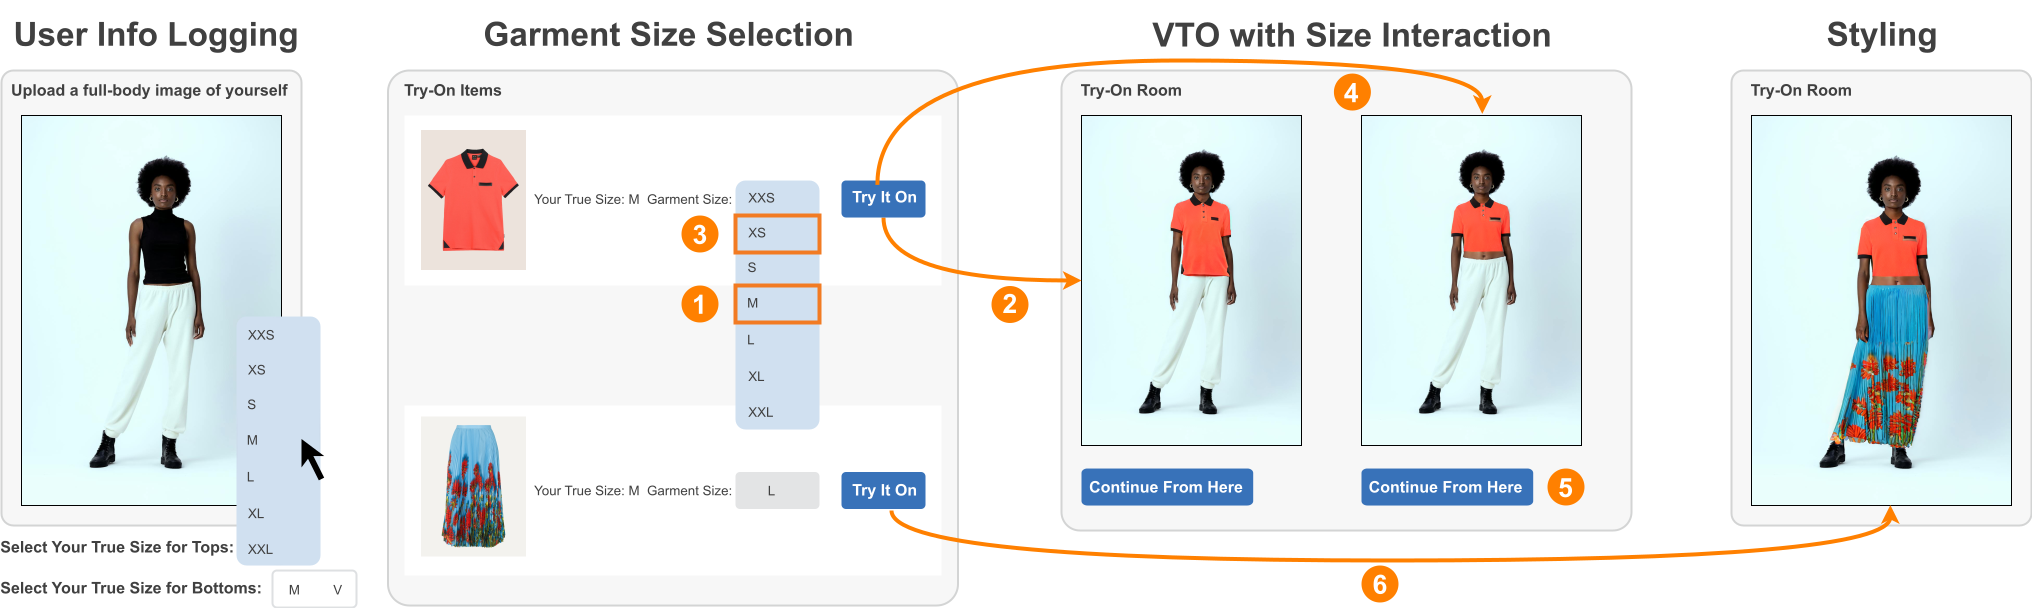 User Info Logging
Upload a full-body image of yourself
XXS
XS
S
M
L
XL
XXL
Select Your True Size for Tops:
Select Your True Size for Bottoms: M V
Garment Size Selection
Try-On Items
Your True Size: M Garment Size:
XXS
XS
S
M
L
XL
XXL
Try It On
3
1
Your True Size: M Garment Size: L
Try It On
2
VTO with Size Interaction
Try-On Room
4
Continue From Here
Continue From Here
5
6
Styling
Try-On Room